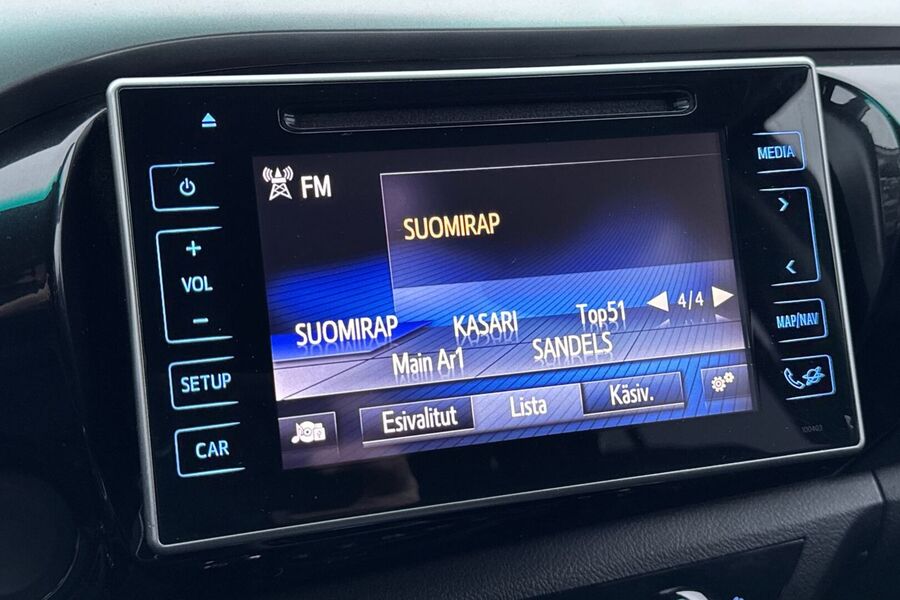 MEDIA
FM
SUOMIRAP
+
VOL
-
4/4
MAP/NAV
SUOMIRAP KASARI Top51
Main Ar1 SANDELS
SETUP
Esivalitut Lista Käsiv.
CAR
100403